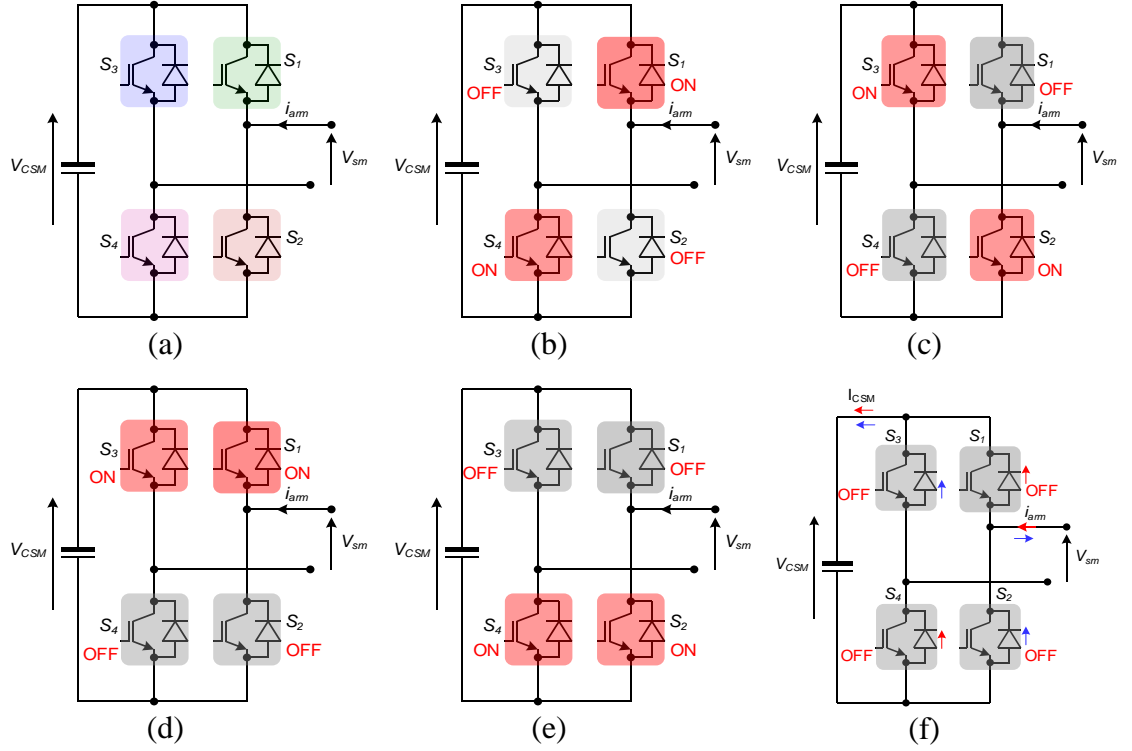 S3
S1
iarm
VCSM
Vsm
S4
S2
(a)
S3
OFF
S1
ON
iarm
VCSM
Vsm
S4
ON
S2
OFF
(b)
S3
ON
S1
OFF
iarm
VCSM
Vsm
S4
OFF
S2
ON
(c)
S3
ON
S1
ON
iarm
VCSM
Vsm
S4
OFF
S2
OFF
(d)
S3
OFF
S1
OFF
iarm
VCSM
Vsm
S4
ON
S2
ON
(e)
ICSM
S3
OFF
S1
OFF
iarm
VCSM
Vsm
S4
OFF
S2
OFF
(f)